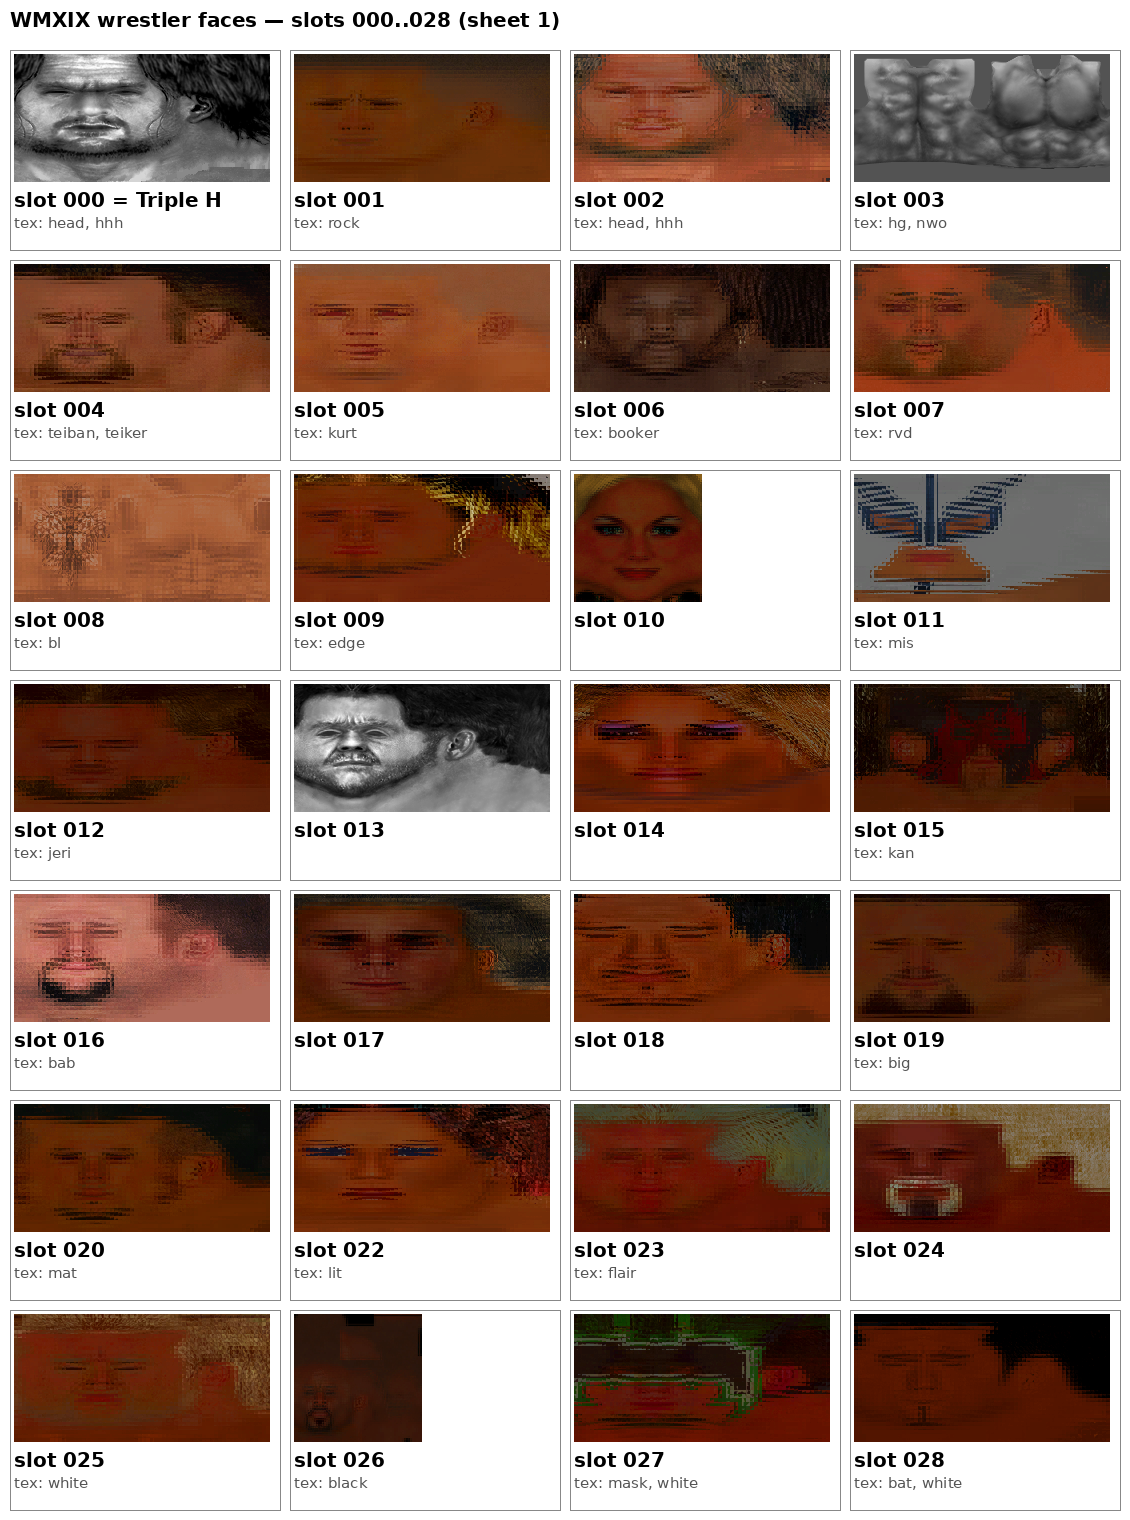 WMXIX wrestler faces — slots 000..028 (sheet 1)
slot 000 = Triple H
tex: head, hhh
slot 001
tex: rock
slot 002
tex: head, hhh
slot 003
tex: hg, nwo
slot 004
tex: teiban, teiker
slot 005
tex: kurt
slot 006
tex: booker
slot 007
tex: rvd
slot 008
tex: bl
slot 009
tex: edge
slot 010
slot 011
tex: mis
slot 012
tex: jeri
slot 013
slot 014
slot 015
tex: kan
slot 016
tex: bab
slot 017
slot 018
slot 019
tex: big
slot 020
tex: mat
slot 022
tex: lit
slot 023
tex: flair
slot 024
slot 025
tex: white
slot 026
tex: black
slot 027
tex: mask, white
slot 028
tex: bat, white